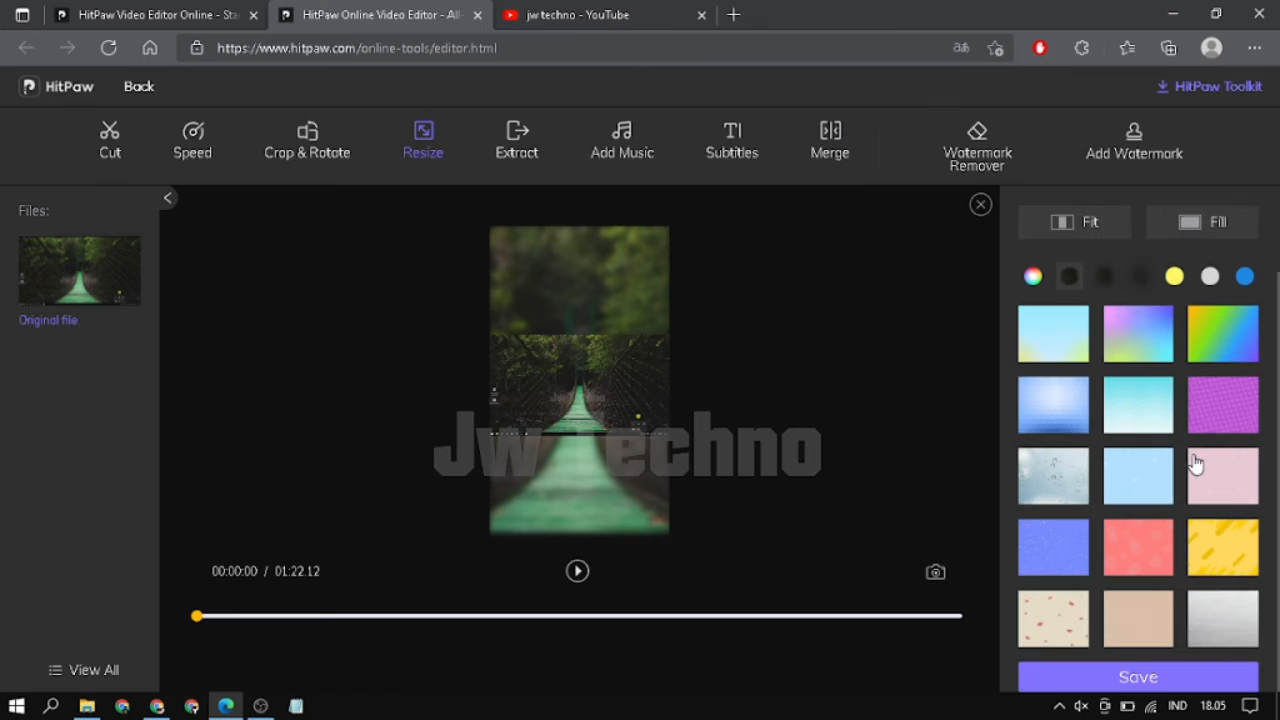 HitPaw Video Editor Online - Sta
HitPaw Online Video Editor - All-
jw techno - YouTube
https://www.hitpaw.com/online-tools/editor.html
HitPaw
Back
HitPaw Toolkit
Cut
Speed
Crop & Rotate
Resize
Extract
Add Music
Subtitles
Merge
Watermark
Remover
Add Watermark
Files:
Original file
Fit
Fill
Jw Techno
00:00:00 / 01:22.12
View All
Save
IND
18.05